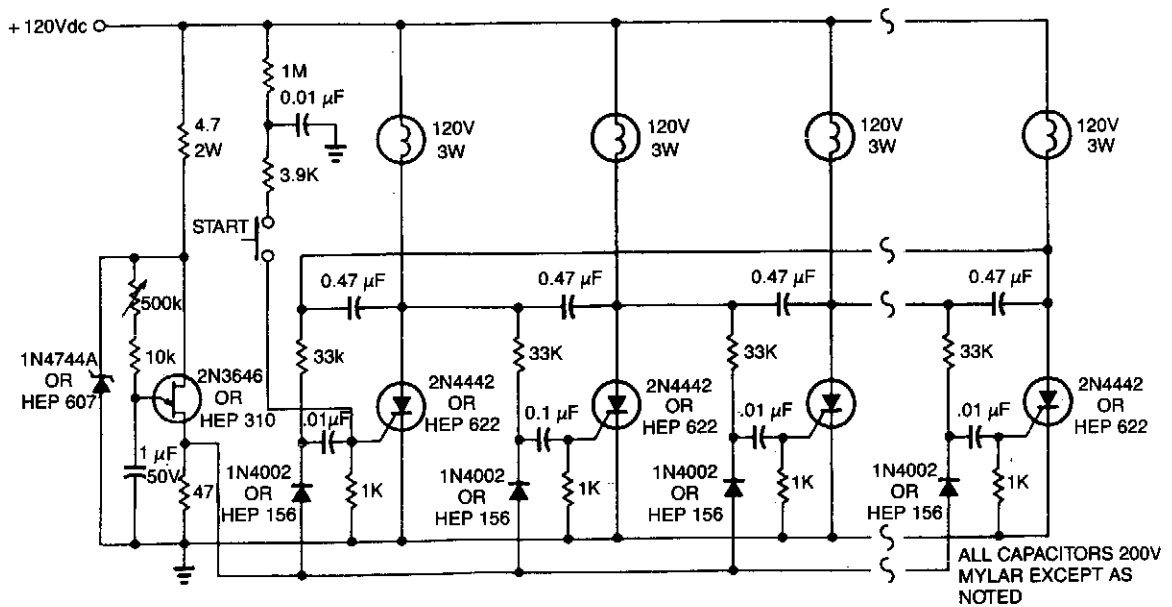 + 120Vdc
1M
0.01 µF
4.7
2W
3.9K
START
120V
3W
120V
3W
120V
3W
120V
3W
0.47 µF
0.47 µF
0.47 µF
0.47 µF
500k
10k
1N4744A
OR
HEP 607
2N3646
OR
HEP 310
1 µF
50V
47
33k
33K
33K
33K
.01µF
0.1 µF
.01 µF
.01 µF
2N4442
OR
HEP
622
2N4442
OR
HEP
622
2N4442
OR
HEP
622
1N4002
OR
HEP 156
1K
1N4002
OR
HEP 156
1K
1N4002
OR
HEP 156
1K
1N4002
OR
HEP 156
1K
ALL CAPACITORS 200V
MYLAR EXCEPT AS
NOTED